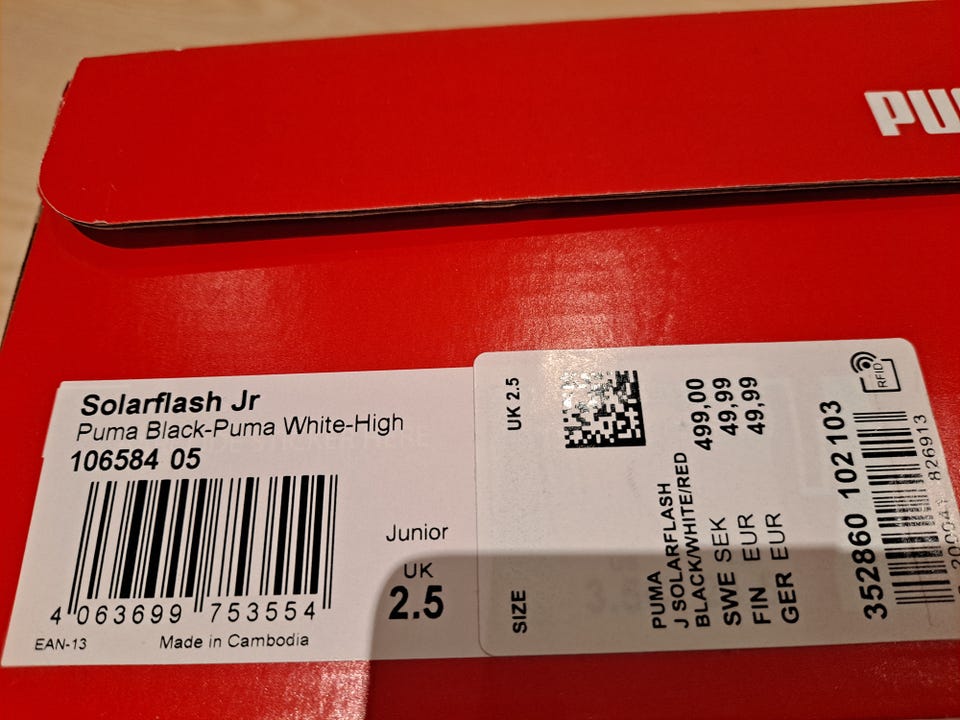 Solarflash Jr
Puma Black-Puma White-High
106584 05
4 063699 753554
EAN-13
Made in Cambodia
Junior
UK
2.5
UK 2.5
SIZE
PUMA
J SOLARFLASH
BLACK/WHITE/RED
SWE SEK 499,00
FIN EUR 49,99
GER EUR 49,99
352860 102103
826913
RFID